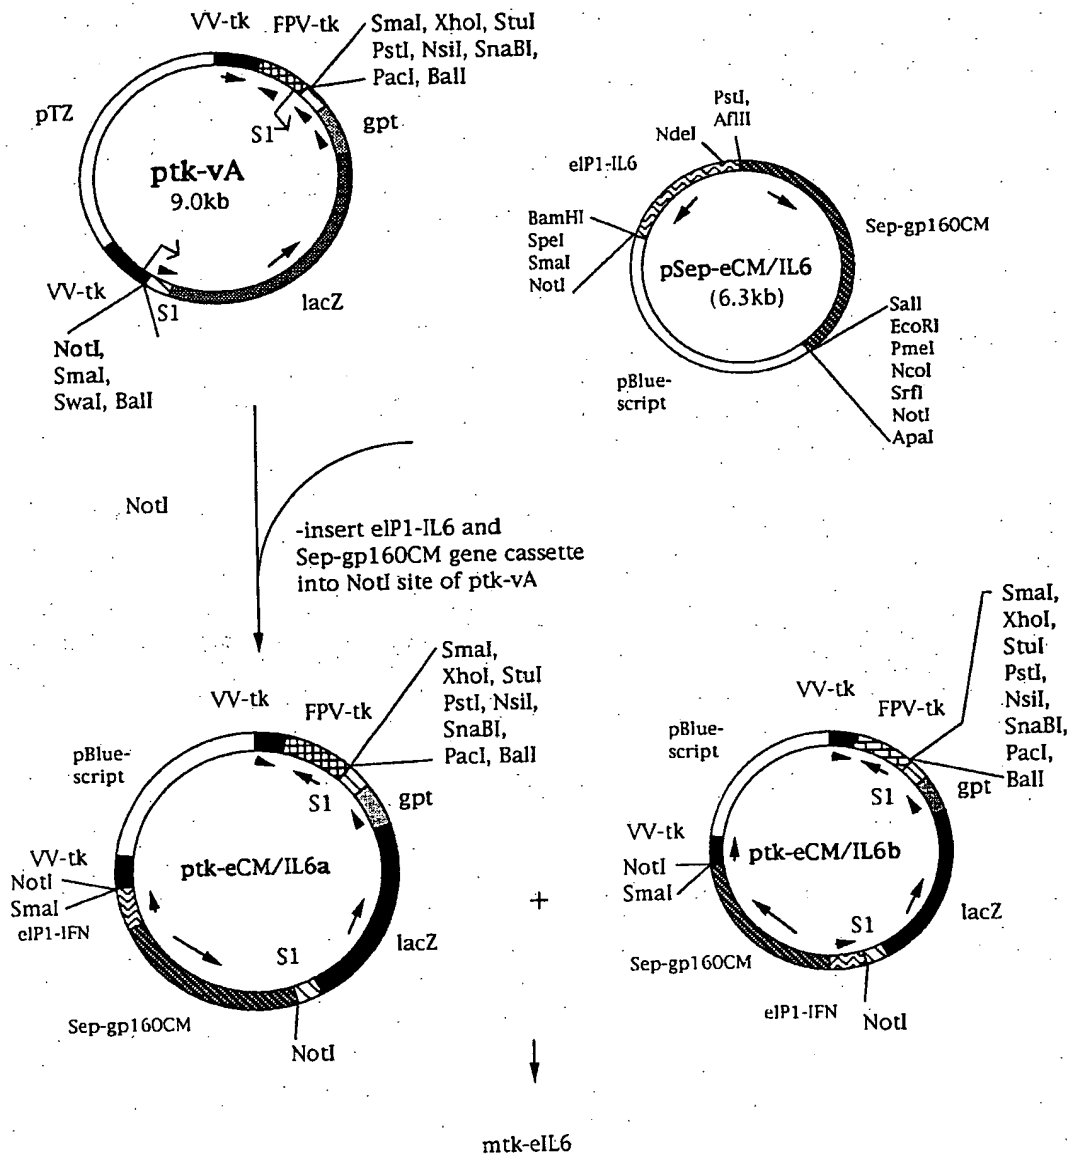 VV-tk
FPV-tk
SmaI, XhoI, StuI
PstI, NsiI, SnaBI,
PacI, BalI
pTZ
S1
gpt
ptk-vA
9.0kb
VV-tk
S1
lacZ
NotI,
SmaI,
SwaI, BalI
PstI,
AflII
NdeI
eIP1-IL6
BamHI
SpeI
SmaI
NotI
Sep-gp160CM
pSep-eCM/IL6
(6.3kb)
SalI
EcoRI
PmeI
NcoI
SrfI
NotI
ApaI
pBlue-
script
NotI
-insert eIP1-IL6 and
Sep-gp160CM gene cassette
into NotI site of ptk-vA
VV-tk
FPV-tk
SmaI,
XhoI, StuI
PstI, NsiI,
SnaBI,
PacI, BalI
pBlue-
script
S1
gpt
ptk-eCM/IL6a
VV-tk
NotI
SmaI
eIP1-IFN
lacZ
S1
Sep-gp160CM
NotI
+
VV-tk
FPV-tk
SmaI,
XhoI,
StuI
PstI,
NsiI,
SnaBI,
PacI,
BalI
pBlue-
script
S1
gpt
VV-tk
NotI
SmaI
ptk-eCM/IL6b
lacZ
S1
Sep-gp160CM
eIP1-IFN
NotI
mtk-eIL6